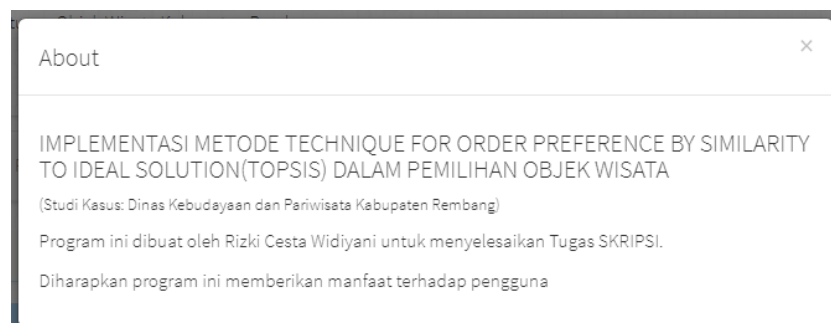 About
×
IMPLEMENTASI METODE TECHNIQUE FOR ORDER PREFERENCE BY SIMILARITY
TO IDEAL SOLUTION(TOPSIS) DALAM PEMILIHAN OBJEK WISATA
(Studi Kasus: Dinas Kebudayaan dan Pariwisata Kabupaten Rembang)
Program ini dibuat oleh Rizki Cesta Widiyani untuk menyelesaikan Tugas SKRIPSI.
Diharapkan program ini memberikan manfaat terhadap pengguna